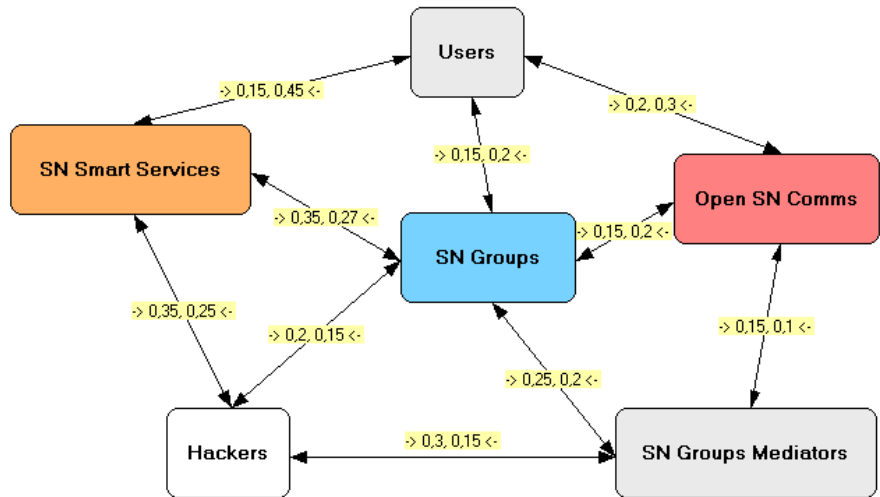 Users
-> 0,15, 0,45 <-
-> 0,2, 0,3 <-
-> 0,15, 0,2 <-
SN Smart Services
Open SN Comms
-> 0,35, 0,27 <-
-> 0,15, 0,2 <-
SN Groups
-> 0,35, 0,25 <-
-> 0,2, 0,15 <-
-> 0,15, 0,1 <-
-> 0,25, 0,2 <-
-> 0,3, 0,15 <-
Hackers
SN Groups Mediators